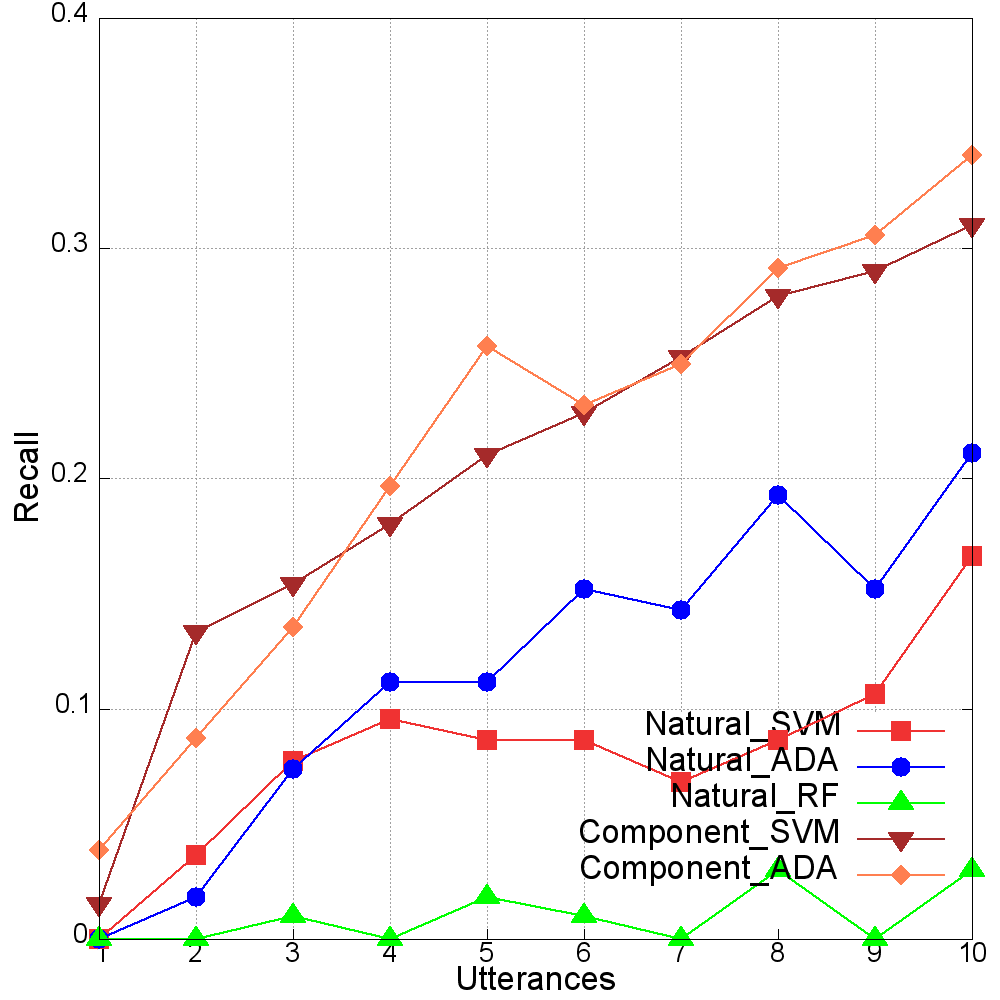 0.4
0.3
0.2
0.1
0
Recall
Natural_SVM
Natural_ADA
Natural_RF
Component_SVM
Component_ADA
1 2 3 4 5 6 7 8 9 10
Utterances